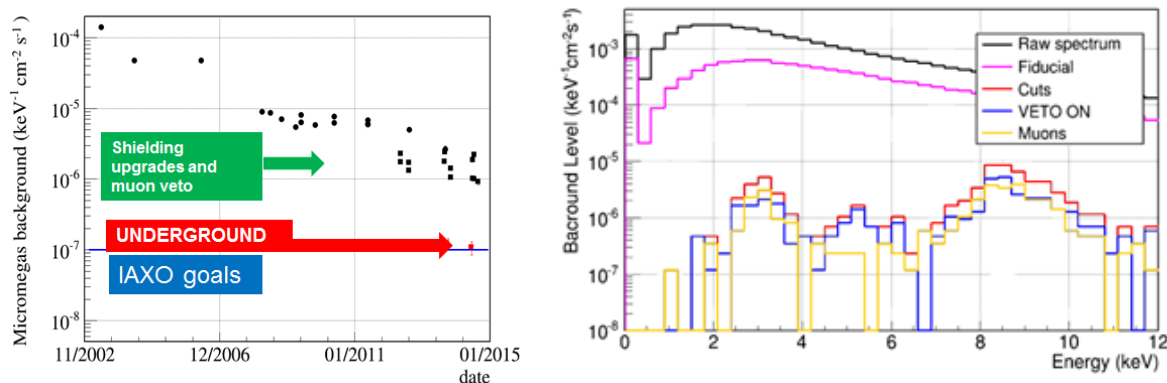 Micromegas background (keV⁻¹ cm⁻² s⁻¹)
10⁻⁴
10⁻⁵
10⁻⁶
10⁻⁷
10⁻⁸
Shielding
upgrades and
muon veto
UNDERGROUND
IAXO goals
11/2002
12/2006
01/2011
01/2015
date
Bacround Level (keV⁻¹cm⁻²s⁻¹)
10⁻³
10⁻⁴
10⁻⁵
10⁻⁶
10⁻⁷
10⁻⁸
Raw spectrum
Fiducial
Cuts
VETO ON
Muons
0
2
4
6
8
10
12
Energy (keV)